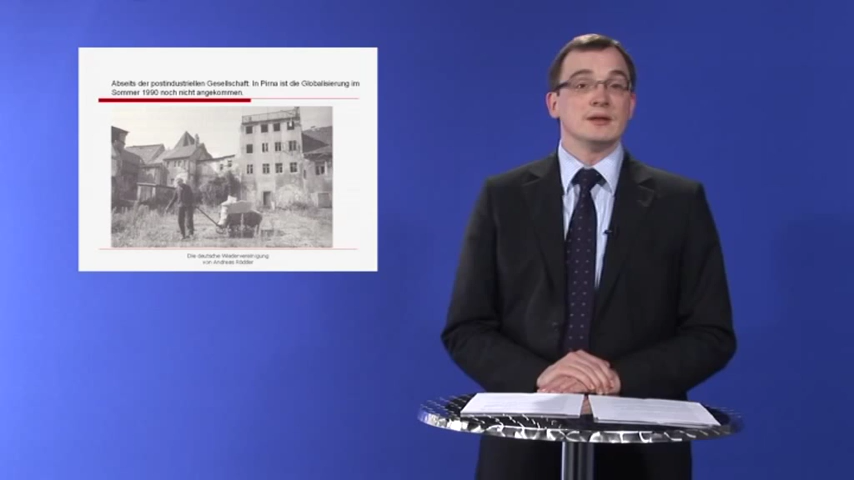 Abseits der postindustriellen Gesellschaft: In Pirna ist die Globalisierung im
Sommer 1990 noch nicht angekommen.
Die deutsche Wiedervereinigung
von Andreas Rödder